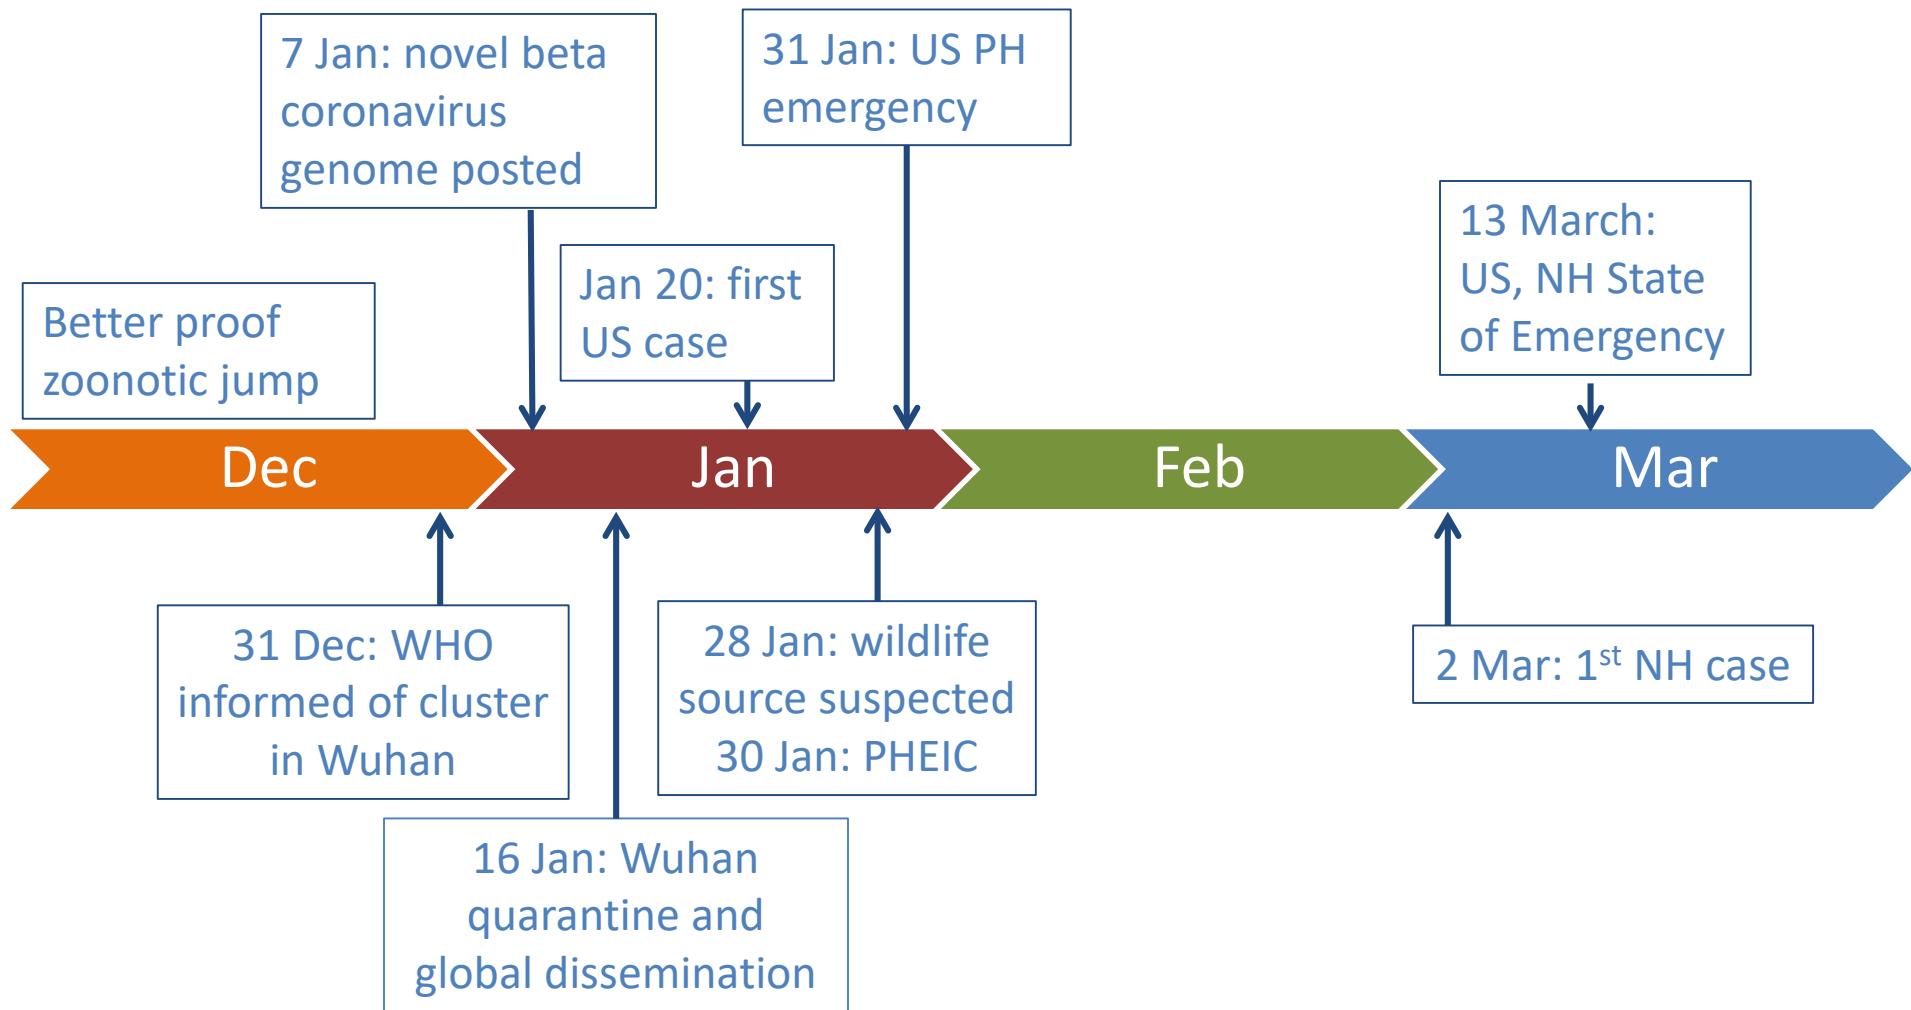 7 Jan: novel beta
coronavirus
genome posted
31 Jan: US PH
emergency
13 March:
US, NH State
of Emergency
Jan 20: first
US case
Better proof
zoonotic jump
Dec
Jan
Feb
Mar
31 Dec: WHO
informed of cluster
in Wuhan
28 Jan: wildlife
source suspected
30 Jan: PHEIC
2 Mar: 1st NH case
16 Jan: Wuhan
quarantine and
global dissemination